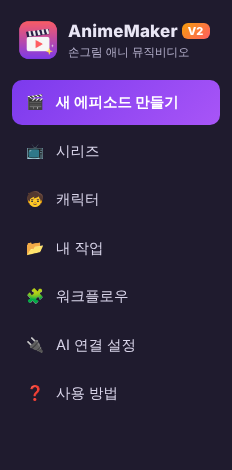 AnimeMaker V2
손그림 애니 뮤직비디오
새 에피소드 만들기
시리즈
캐릭터
내 작업
워크플로우
AI 연결 설정
사용 방법